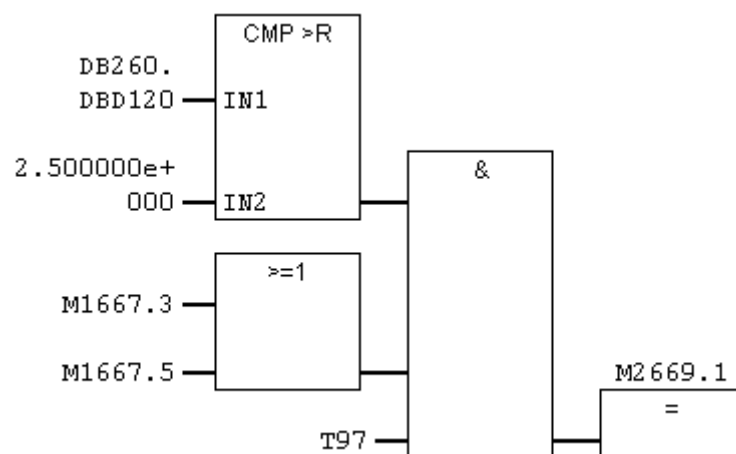 CMP >R
DB260.
DBD120
IN1
2.500000e+
000
IN2
&
>=1
M1667.3
M1667.5
M2669.1
=
T97